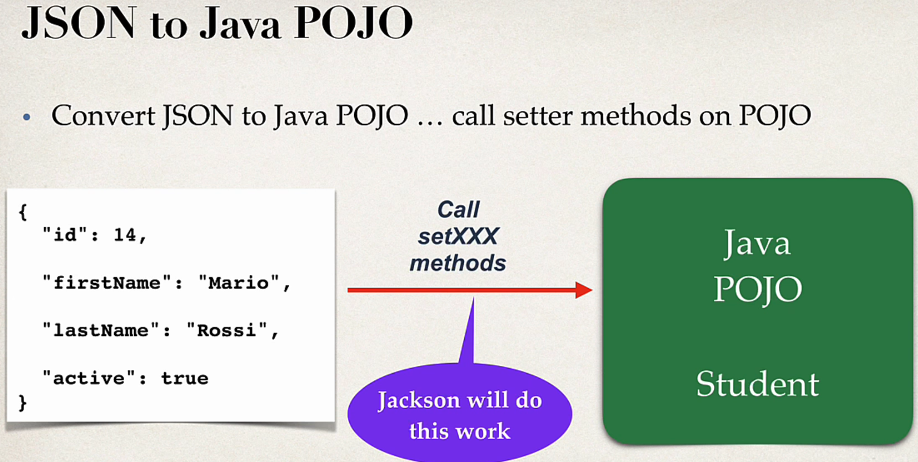 JSON to Java POJO
• Convert JSON to Java POJO … call setter methods on POJO
{
"id": 14,
"firstName": "Mario",
"lastName": "Rossi",
"active": true
}
Call
setXXX
methods
Jackson will do
this work
Java
POJO
Student